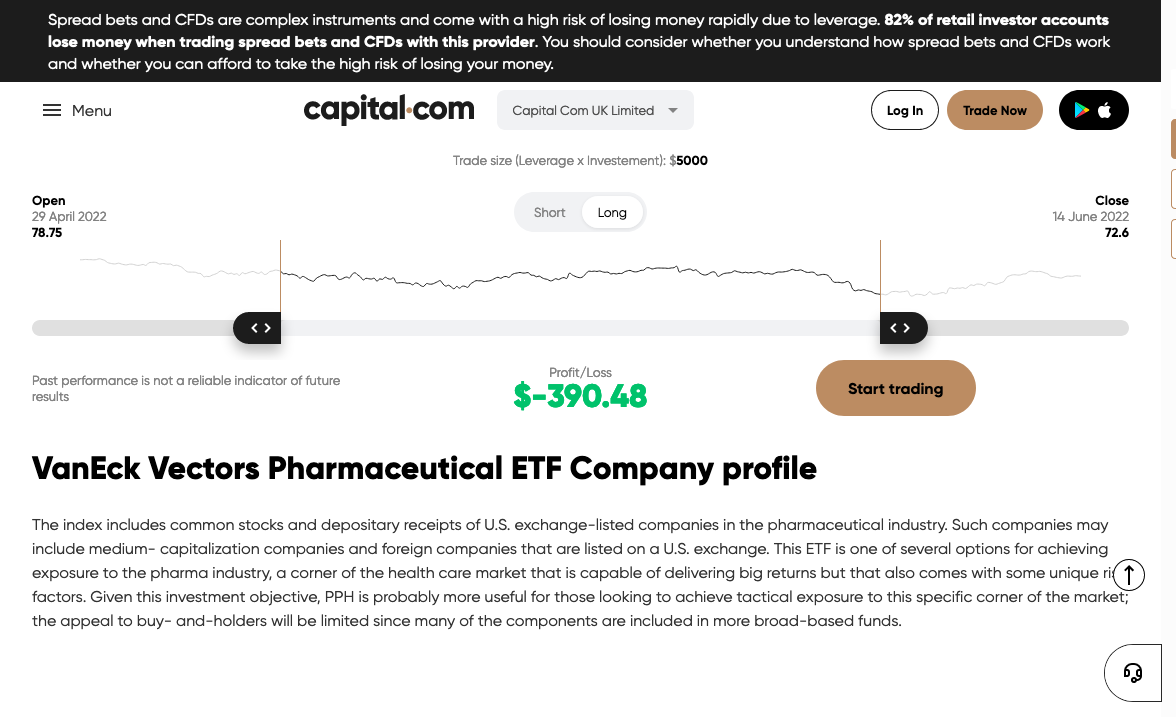 Spread bets and CFDs are complex instruments and come with a high risk of losing money rapidly due to leverage. 82% of retail investor accounts
lose money when trading spread bets and CFDs with this provider. You should consider whether you understand how spread bets and CFDs work
and whether you can afford to take the high risk of losing your money.
Menu
capital.com
Capital Com UK Limited
Log In
Trade Now
Trade size (Leverage x Investement): $5000
Open
29 April 2022
78.75
Short
Long
Close
14 June 2022
72.6
Past performance is not a reliable indicator of future
results
Profit/Loss
$-390.48
Start trading
VanEck Vectors Pharmaceutical ETF Company profile
The index includes common stocks and depositary receipts of U.S. exchange-listed companies in the pharmaceutical industry. Such companies may
include medium- capitalization companies and foreign companies that are listed on a U.S. exchange. This ETF is one of several options for achieving
exposure to the pharma industry, a corner of the health care market that is capable of delivering big returns but that also comes with some unique
factors. Given this investment objective, PPH is probably more useful for those looking to achieve tactical exposure to this specific corner of the market;
the appeal to buy- and-holders will be limited since many of the components are included in more broad-based funds.